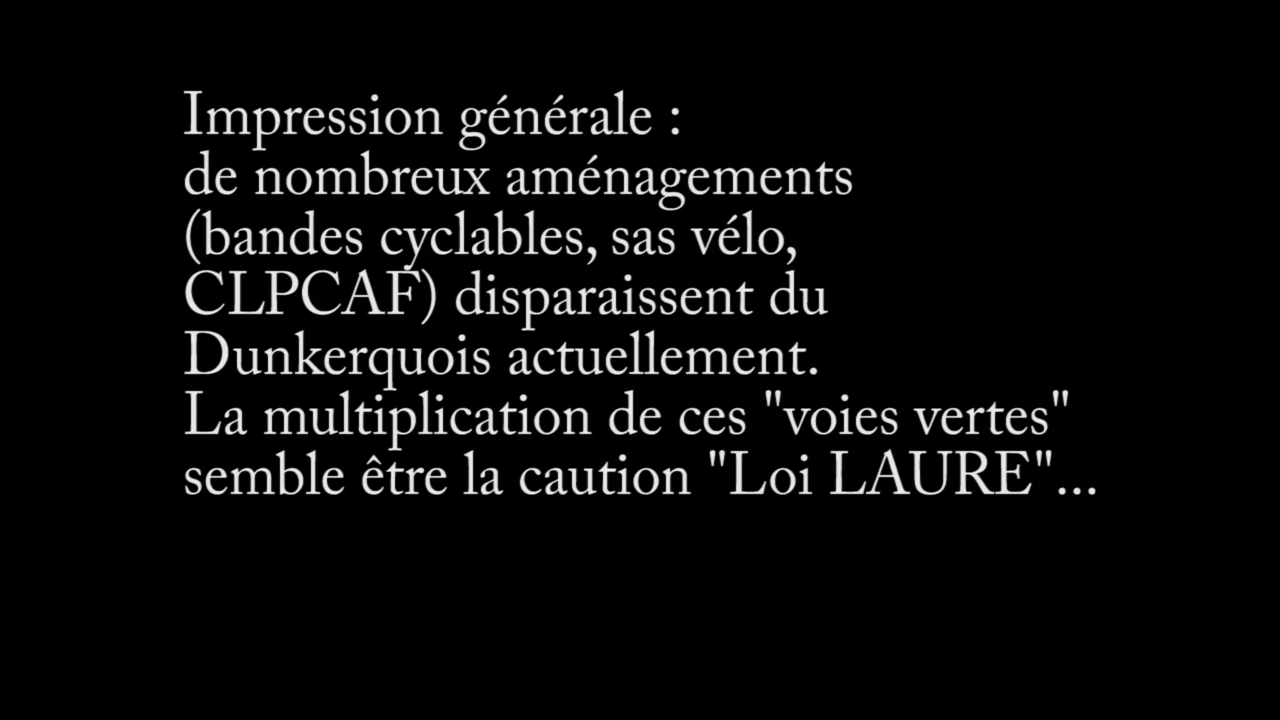 Impression générale :
de nombreux aménagements
(bandes cyclables, sas vélo,
CLPCAF) disparaissent du
Dunkerquois actuellement.
La multiplication de ces "voies vertes"
semble être la caution "Loi LAURE"...